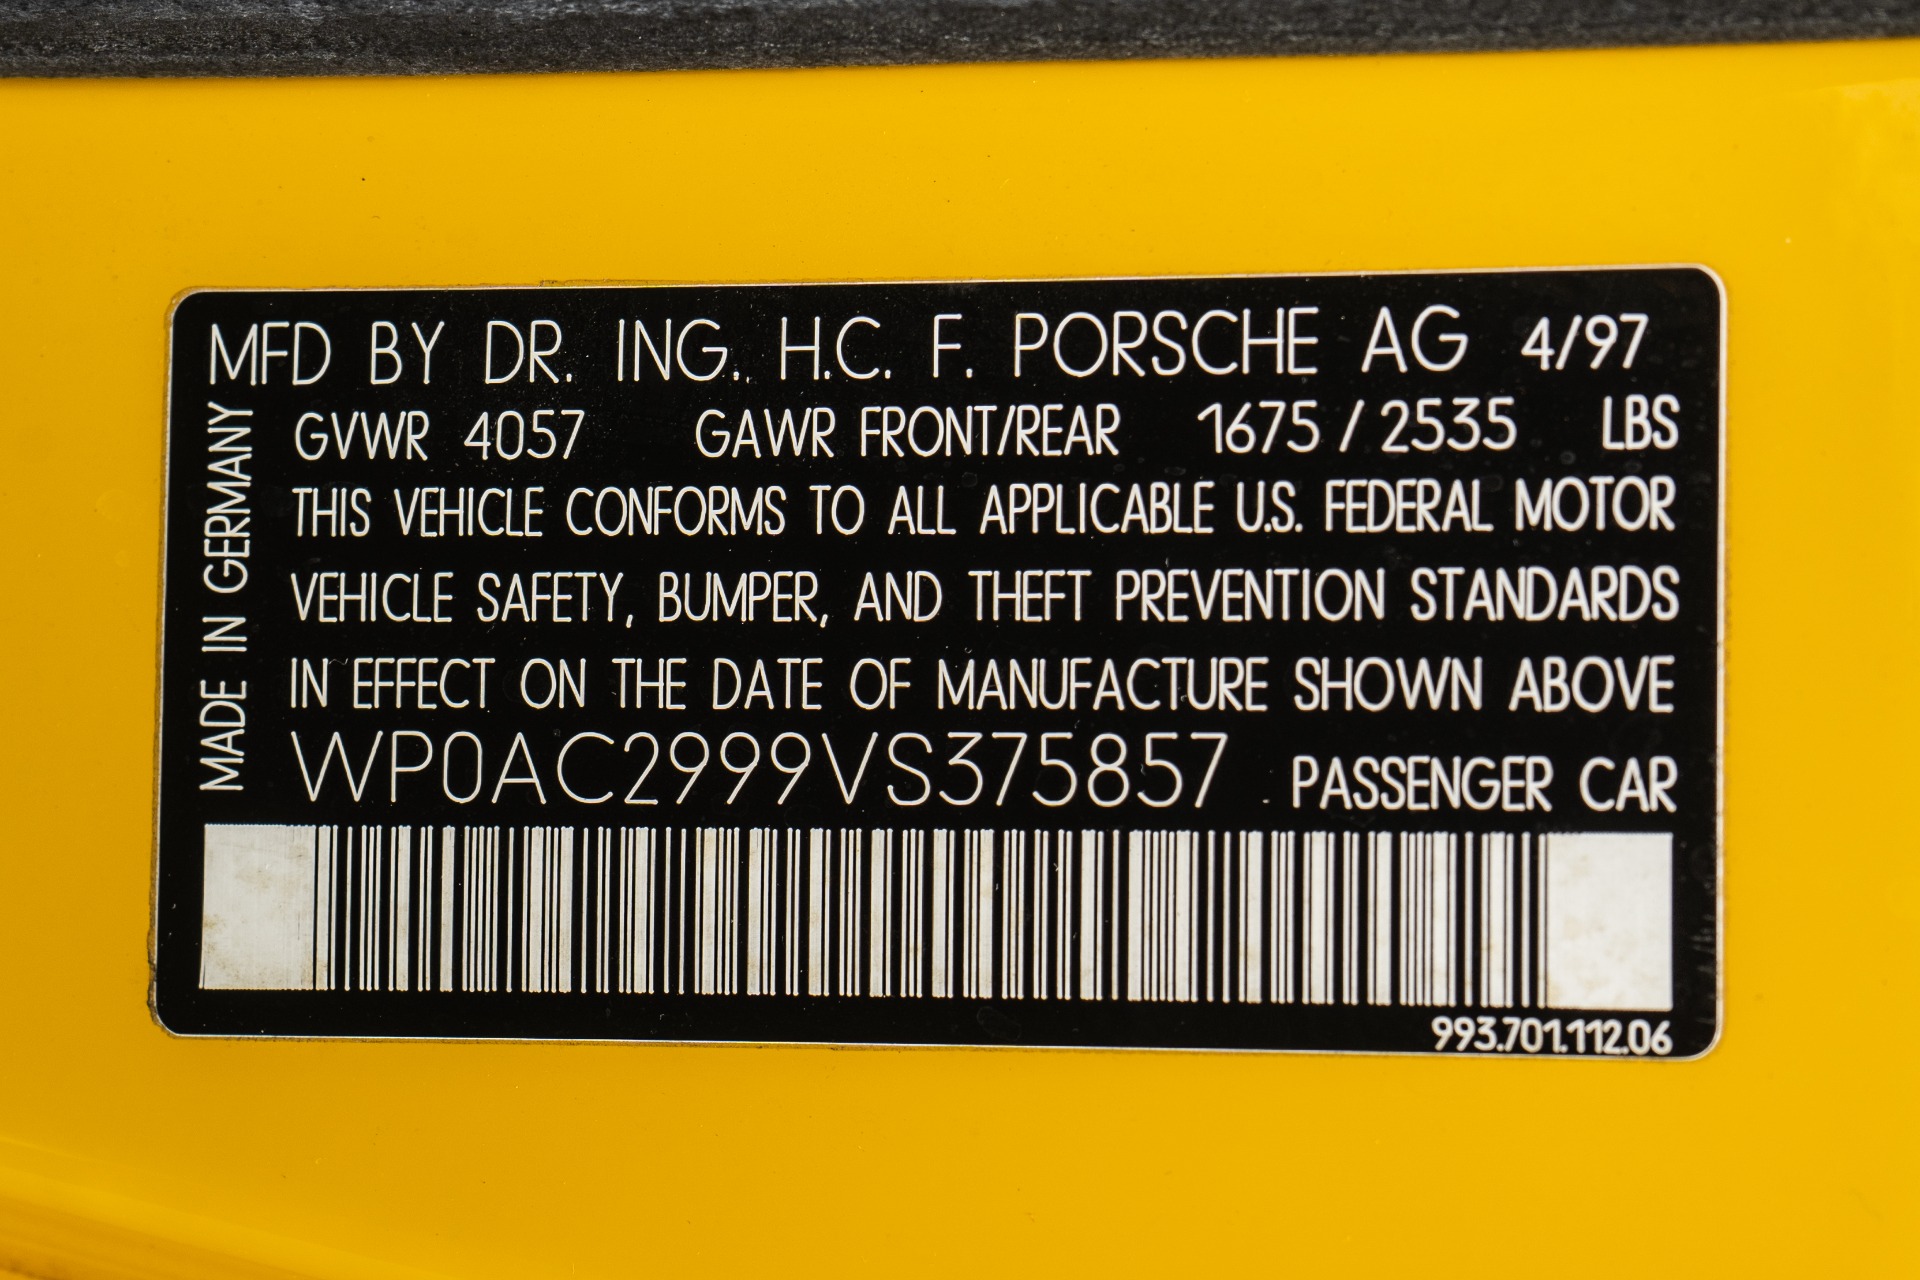 MFD BY DR. ING. H.C. F. PORSCHE AG 4/97
GVWR 4057 GAWR FRONT/REAR 1675 / 2535 LBS
THIS VEHICLE CONFORMS TO ALL APPLICABLE U.S. FEDERAL MOTOR
VEHICLE SAFETY, BUMPER, AND THEFT PREVENTION STANDARDS
IN EFFECT ON THE DATE OF MANUFACTURE SHOWN ABOVE
WP0AC2999VS375857 PASSENGER CAR
MADE IN GERMANY
993.701.112.06